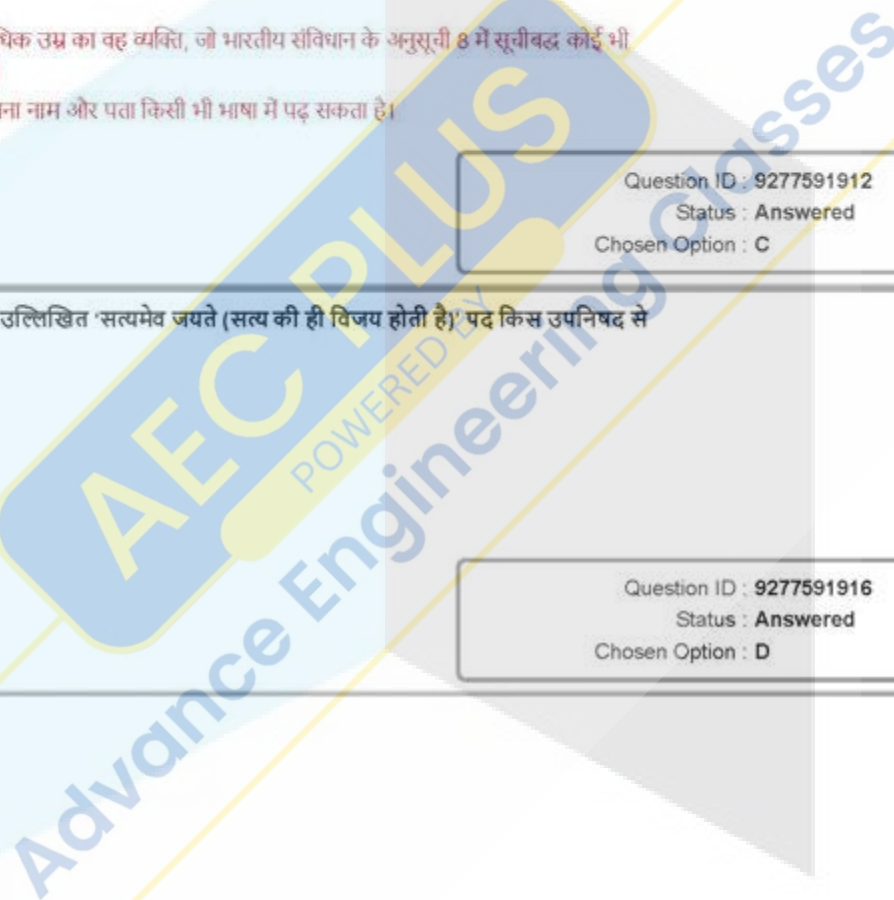 धिक उम्र का वह व्यक्ति, जो भारतीय संविधान के अनुसूची 8 में सूचीबद्ध कोई भी
ना नाम और पता किसी भी भाषा में पढ़ सकता है।
Question ID : 9277591912
Status : Answered
Chosen Option : C
उल्लिखित 'सत्यमेव जयते (सत्य की ही विजय होती है)' पद किस उपनिषद से
Question ID : 9277591916
Status : Answered
Chosen Option : D
AEC PLUS
POWERED BY
Advance Engineering Classes